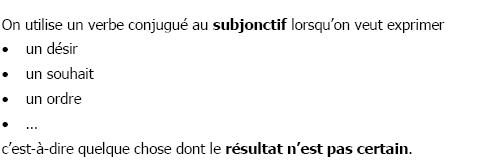 On utilise un verbe conjugué au subjonctif lorsqu'on veut exprimer
• un désir
• un souhait
• un ordre
• ...
c'est-à-dire quelque chose dont le résultat n'est pas certain.